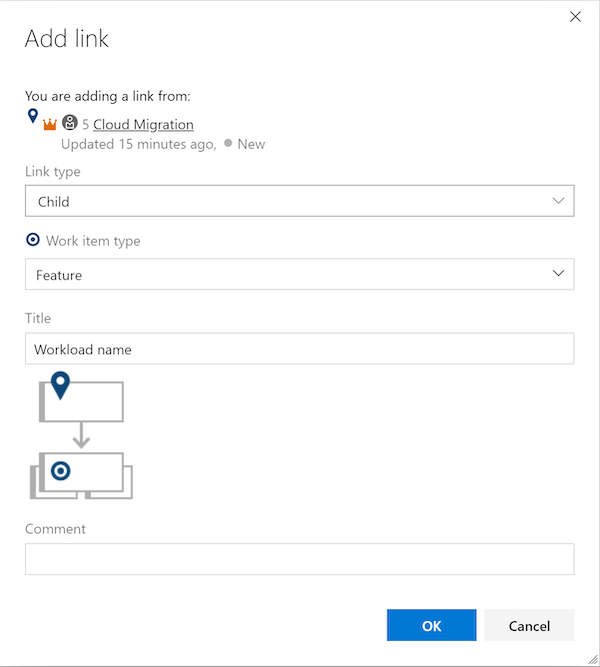 Add link
You are adding a link from:
5 Cloud Migration
Updated 15 minutes ago, New
Link type
Child
Work item type
Feature
Title
Workload name
Comment
OK Cancel